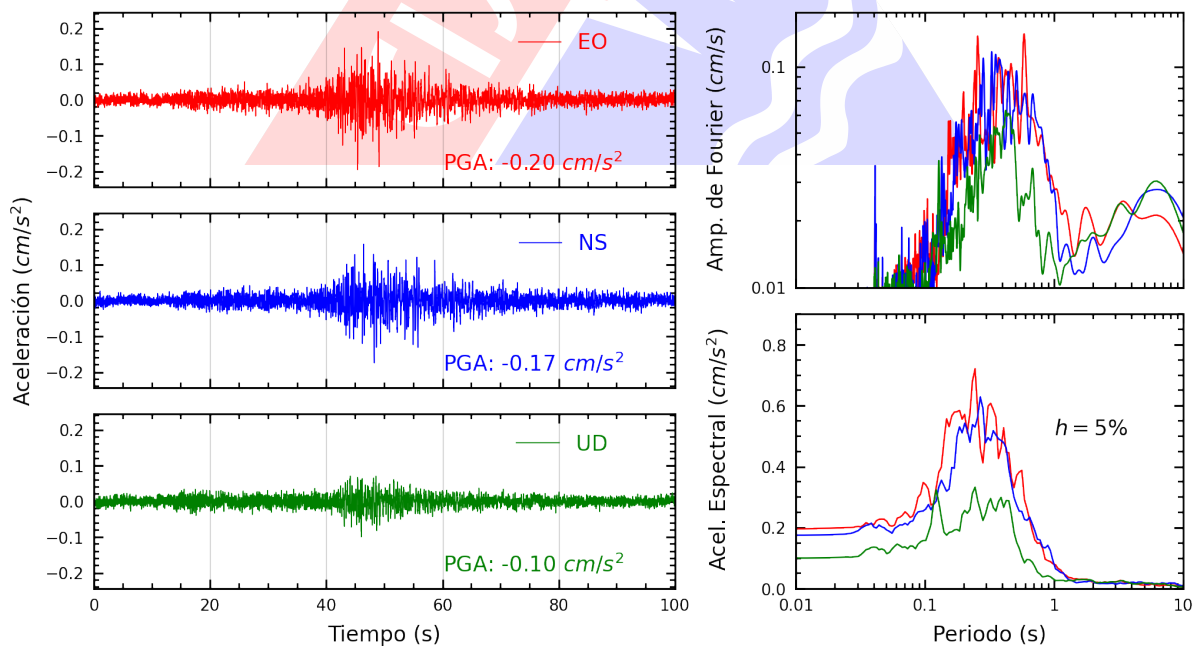 Aceleración (cm/s²)
0.2
0.1
0.0
−0.1
−0.2
EO
PGA: -0.20 cm/s²
0.2
0.1
0.0
−0.1
−0.2
NS
PGA: -0.17 cm/s²
0.2
0.1
0.0
−0.1
−0.2
UD
PGA: -0.10 cm/s²
0 20 40 60 80 100
Tiempo (s)
Amp. de Fourier (cm/s)
0.1
0.01
Acel. Espectral (cm/s²)
0.8
0.6
0.4
0.2
0.0
h = 5%
0.01 0.1 1 10
Periodo (s)